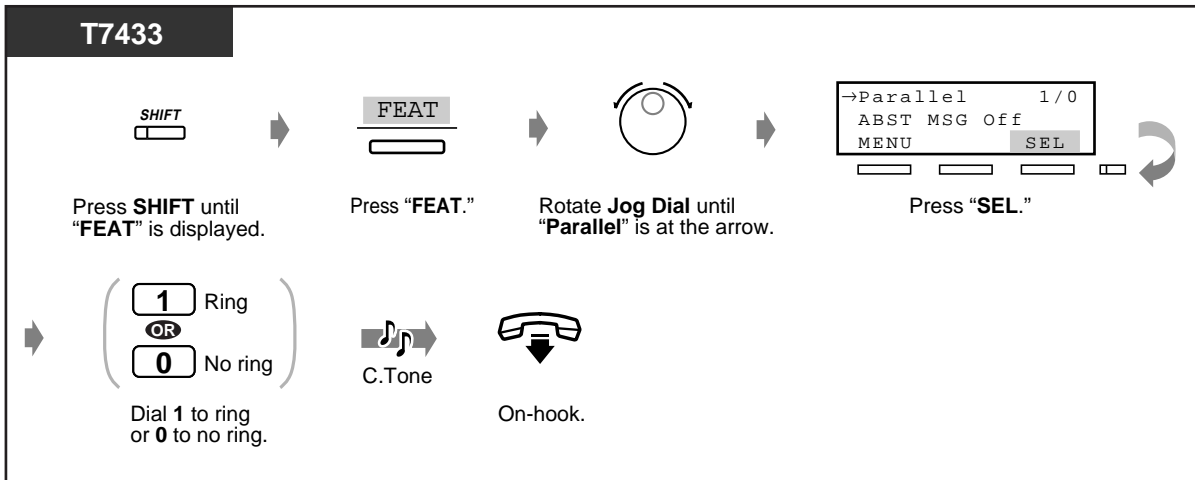 T7433
SHIFT
FEAT
→Parallel 1/0
ABST MSG Off
MENU SEL
Press SHIFT until
“FEAT” is displayed.
Press “FEAT.”
Rotate Jog Dial until
“Parallel” is at the arrow.
Press “SEL.”
1 Ring
OR
0 No ring
Dial 1 to ring
or 0 to no ring.
C.Tone
On-hook.